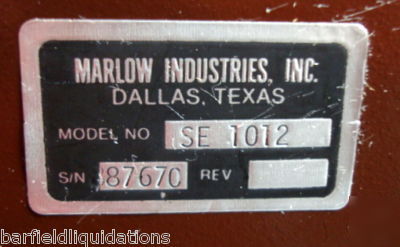 MARLOW INDUSTRIES, INC.
DALLAS, TEXAS
MODEL NO SE 1012
S/N 87670 REV
barfieldliquidations